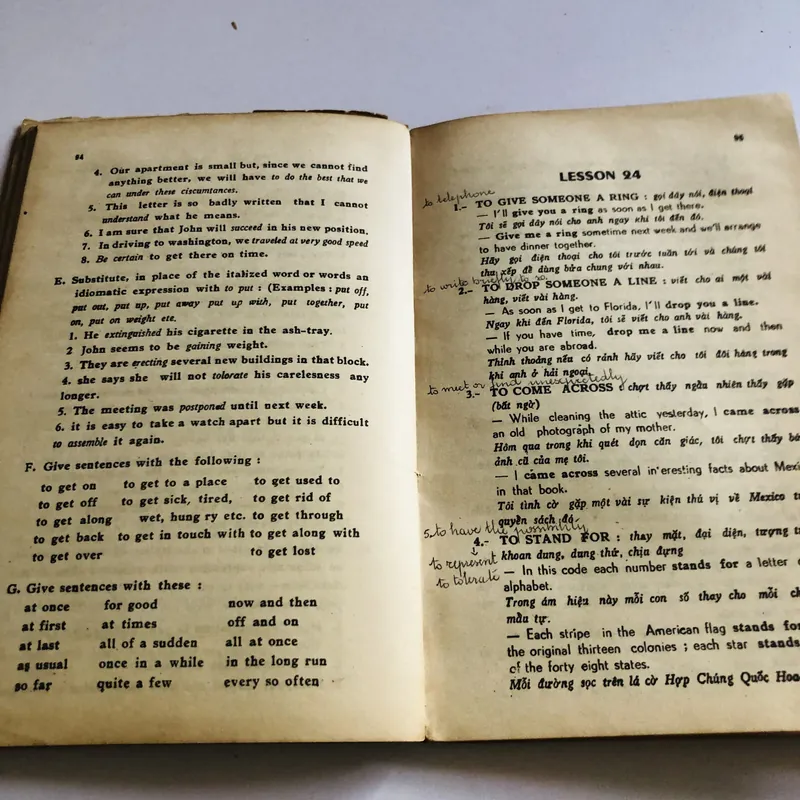 94
4. Our apartment is small but, since we cannot find
anything better, we will have to do the best that we
can under these ciscumtances.
5. This letter is so badly written that I cannot
understand what he means.
6. I am sure that John will succeed in his new position.
7. In driving to washington, we traveled at very good speed
8. Be certain to get there on time.
E. Substitute, in place of the italized word or words an
idiomatic expression with to put : (Examples : put off,
put out, put up, put away put up with, put together, put
on, put on weight ete.
1. He extinguished his cigarette in the ash-tray.
2 John seems to be gaining weight.
3. They are erecting several new buildings in that block.
4. she says she will not tolorate his carelesness any
longer.
5. The meeting was postponed until next week.
6. it is easy to take a watch apart but it is difficult
to assemble it again.
F. Give sentences with the following :
to get on to get to a place to get used to
to get off to get sick, tired, to get rid of
to get along wet, hung ry etc. to get through
to get back to get in touch with to get along with
to get over to get lost
G. Give sentences with these :
at once for good now and then
at first at times off and on
at last all of a sudden all at once
as usual once in a while in the long run
so far quite a few every so often
95
LESSON 24
to telephone
1.- TO GIVE SOMEONE A RING : gọi dây nói, điện thoại
— I'll give you a ring as soon as I get there.
Tôi sẽ gọi dây nói cho anh ngay khi tôi đến đó.
— Give me a ring sometime next week and we'll arrange
to have dinner together.
Hãy gọi điện thoại cho tôi trước tuần tới và chúng tôi
thu xếp để dùng bửa chung với nhau.
to write briefly to
2.- TO DROP SOMEONE A LINE : viết cho ai một vài
hàng, viết vài hàng.
— As soon as I get to Florida, I'll drop you a line.
Ngay khi đến Florida, tôi sẽ viết cho anh vài hàng.
— If you have time, drop me a line now and then
while you are abroad.
Thỉnh thoảng nếu có rảnh hãy viết cho tôi đôi hàng trong
khi anh ở hải ngoại.
to meet or find unexpectedly
3.- TO COME ACROSS : chợt thấy ngẫu nhiên thấy gặp
(bất ngờ)
— While cleaning the attic yesterday, I came across
an old photograph of my mother.
Hôm qua trong khi quét dọn căn giác, tôi chợt thấy
ảnh cũ của mẹ tôi.
— I came across several in'eresting facts about
in that book.
Tôi tình cờ gặp một vài sự kiện thú vị về Mexico
quyển sách đó.
5. to have the
4.- TO STAND FOR : thay mặt, đại diện, tượng
to represent
khoan dung, dung thứ, chịa đựng
to tolerate
— In this code each number stands for a letter
alphabet.
Trong ám hiệu này mỗi con số thay cho mỗi
mẫu tự.
— Each stripe in the American flag stands for
the original thirteen colonies ; each star stands
of the forty eight states.
Mỗi đường sọc trên lá cờ Hợp Chúng Quốc